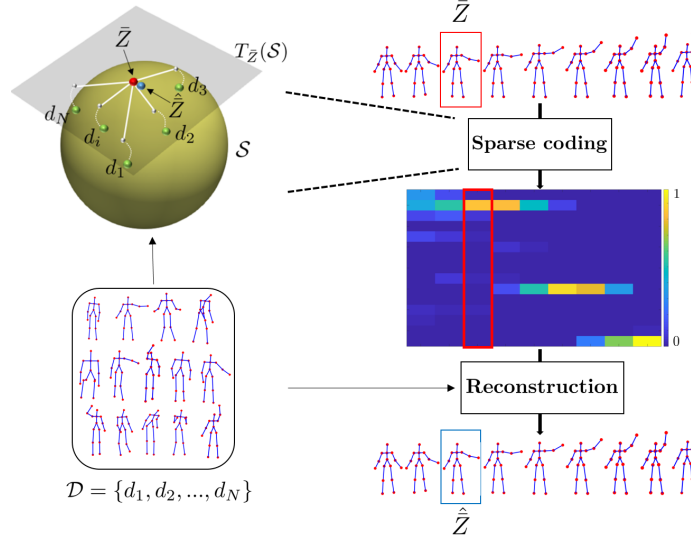 Z̄
T_Z̄(S)
d_3
d_N
Ẑ̄
d_i
d_2
d_1
S
D = {d_1, d_2, ..., d_N}
Z̄
Sparse coding
1
0
Reconstruction
Ẑ̄